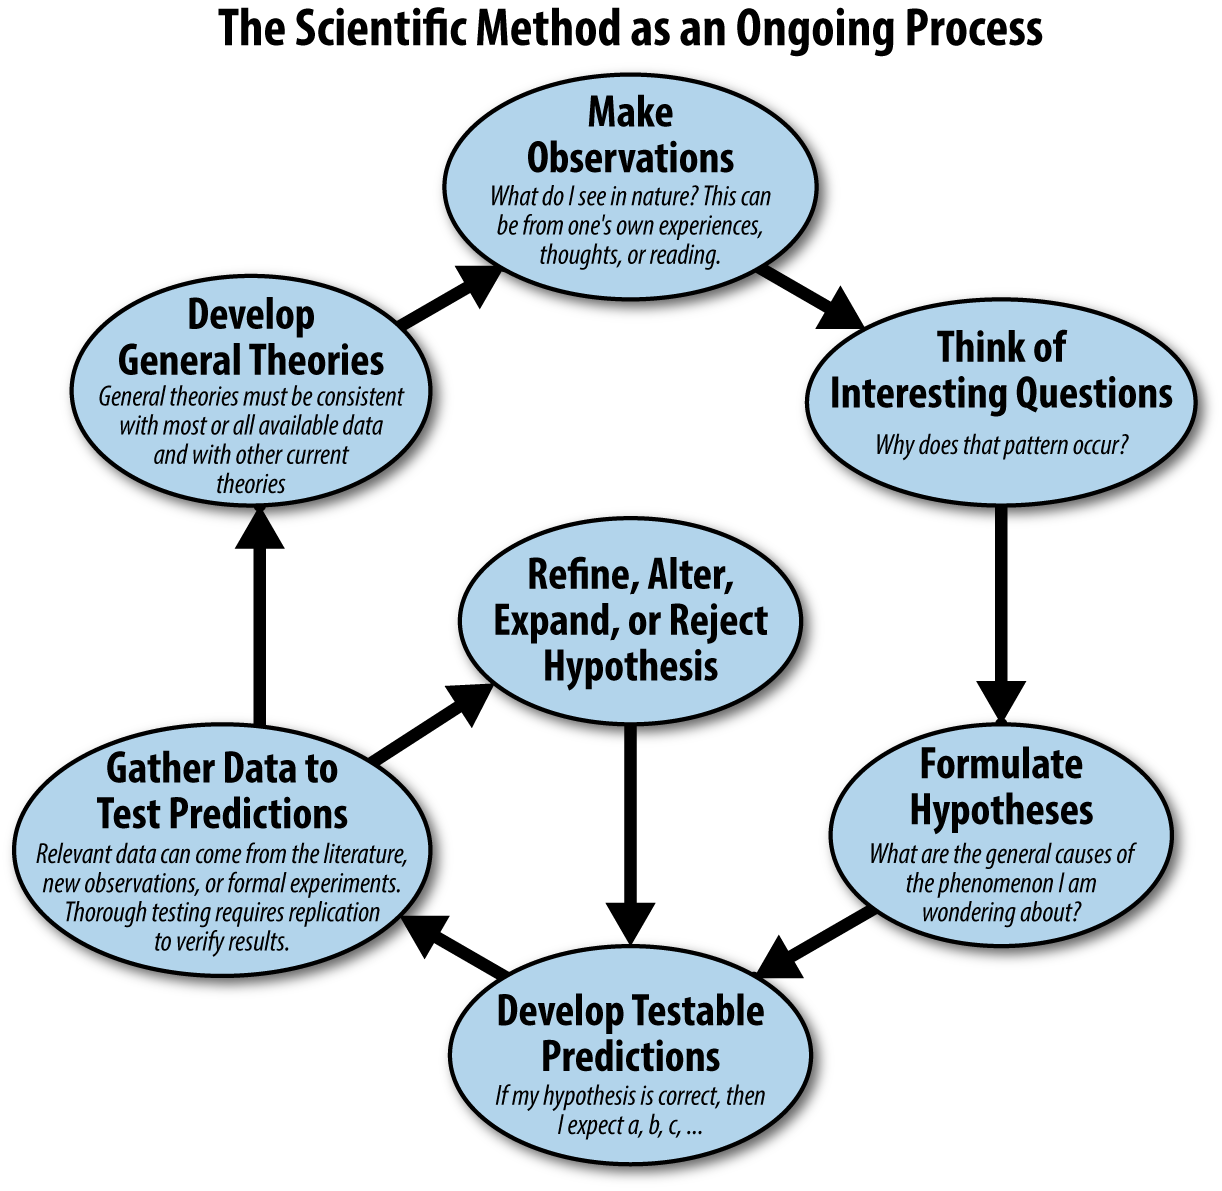 The Scientific Method as an Ongoing Process
Make
Observations
What do I see in nature? This can
be from one's own experiences,
thoughts, or reading.
Think of
Interesting Questions
Why does that pattern occur?
Formulate
Hypotheses
What are the general causes of
the phenomenon I am
wondering about?
Develop Testable
Predictions
If my hypothesis is correct, then
I expect a, b, c, ...
Gather Data to
Test Predictions
Relevant data can come from the literature,
new observations, or formal experiments.
Thorough testing requires replication
to verify results.
Refine, Alter,
Expand, or Reject
Hypothesis
Develop
General Theories
General theories must be consistent
with most or all available data
and with other current
theories